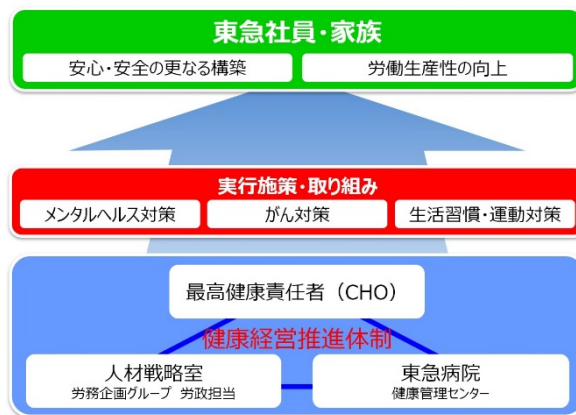 東急社員・家族
安心・安全の更なる構築
労働生産性の向上
実行施策・取り組み
メンタルヘルス対策
がん対策
生活習慣・運動対策
最高健康責任者（CHO）
健康経営推進体制
人材戦略室
労務企画グループ 労政担当
東急病院
健康管理センター